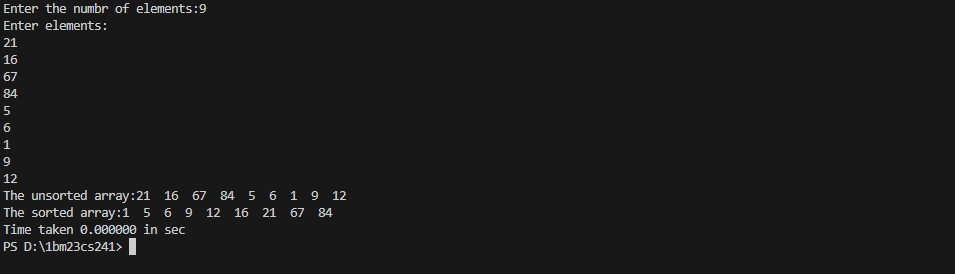 Enter the numbr of elements:9
Enter elements:
21
16
67
84
5
6
1
9
12
The unsorted array:21  16  67  84  5  6  1  9  12
The sorted array:1  5  6  9  12  16  21  67  84
Time taken 0.000000 in sec
PS D:\1bm23cs241>